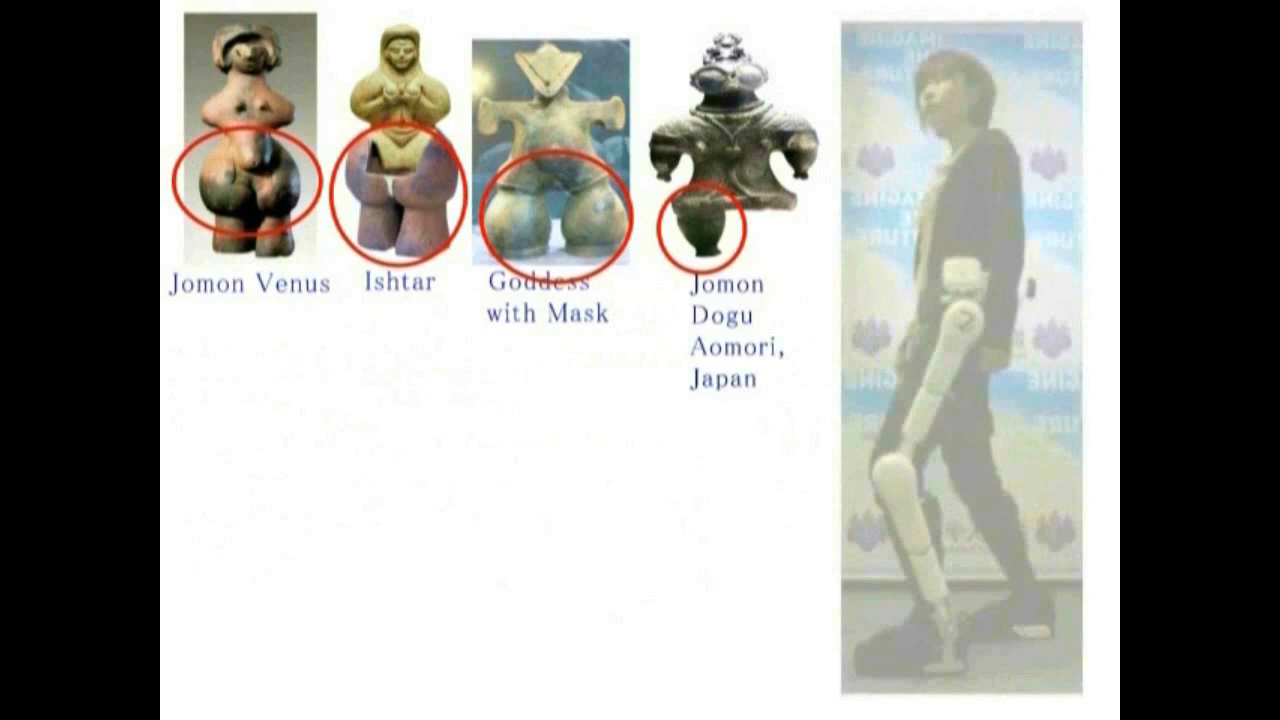 Jomon Venus
Ishtar
Goddess
with Mask
Jomon
Dogu
Aomori,
Japan